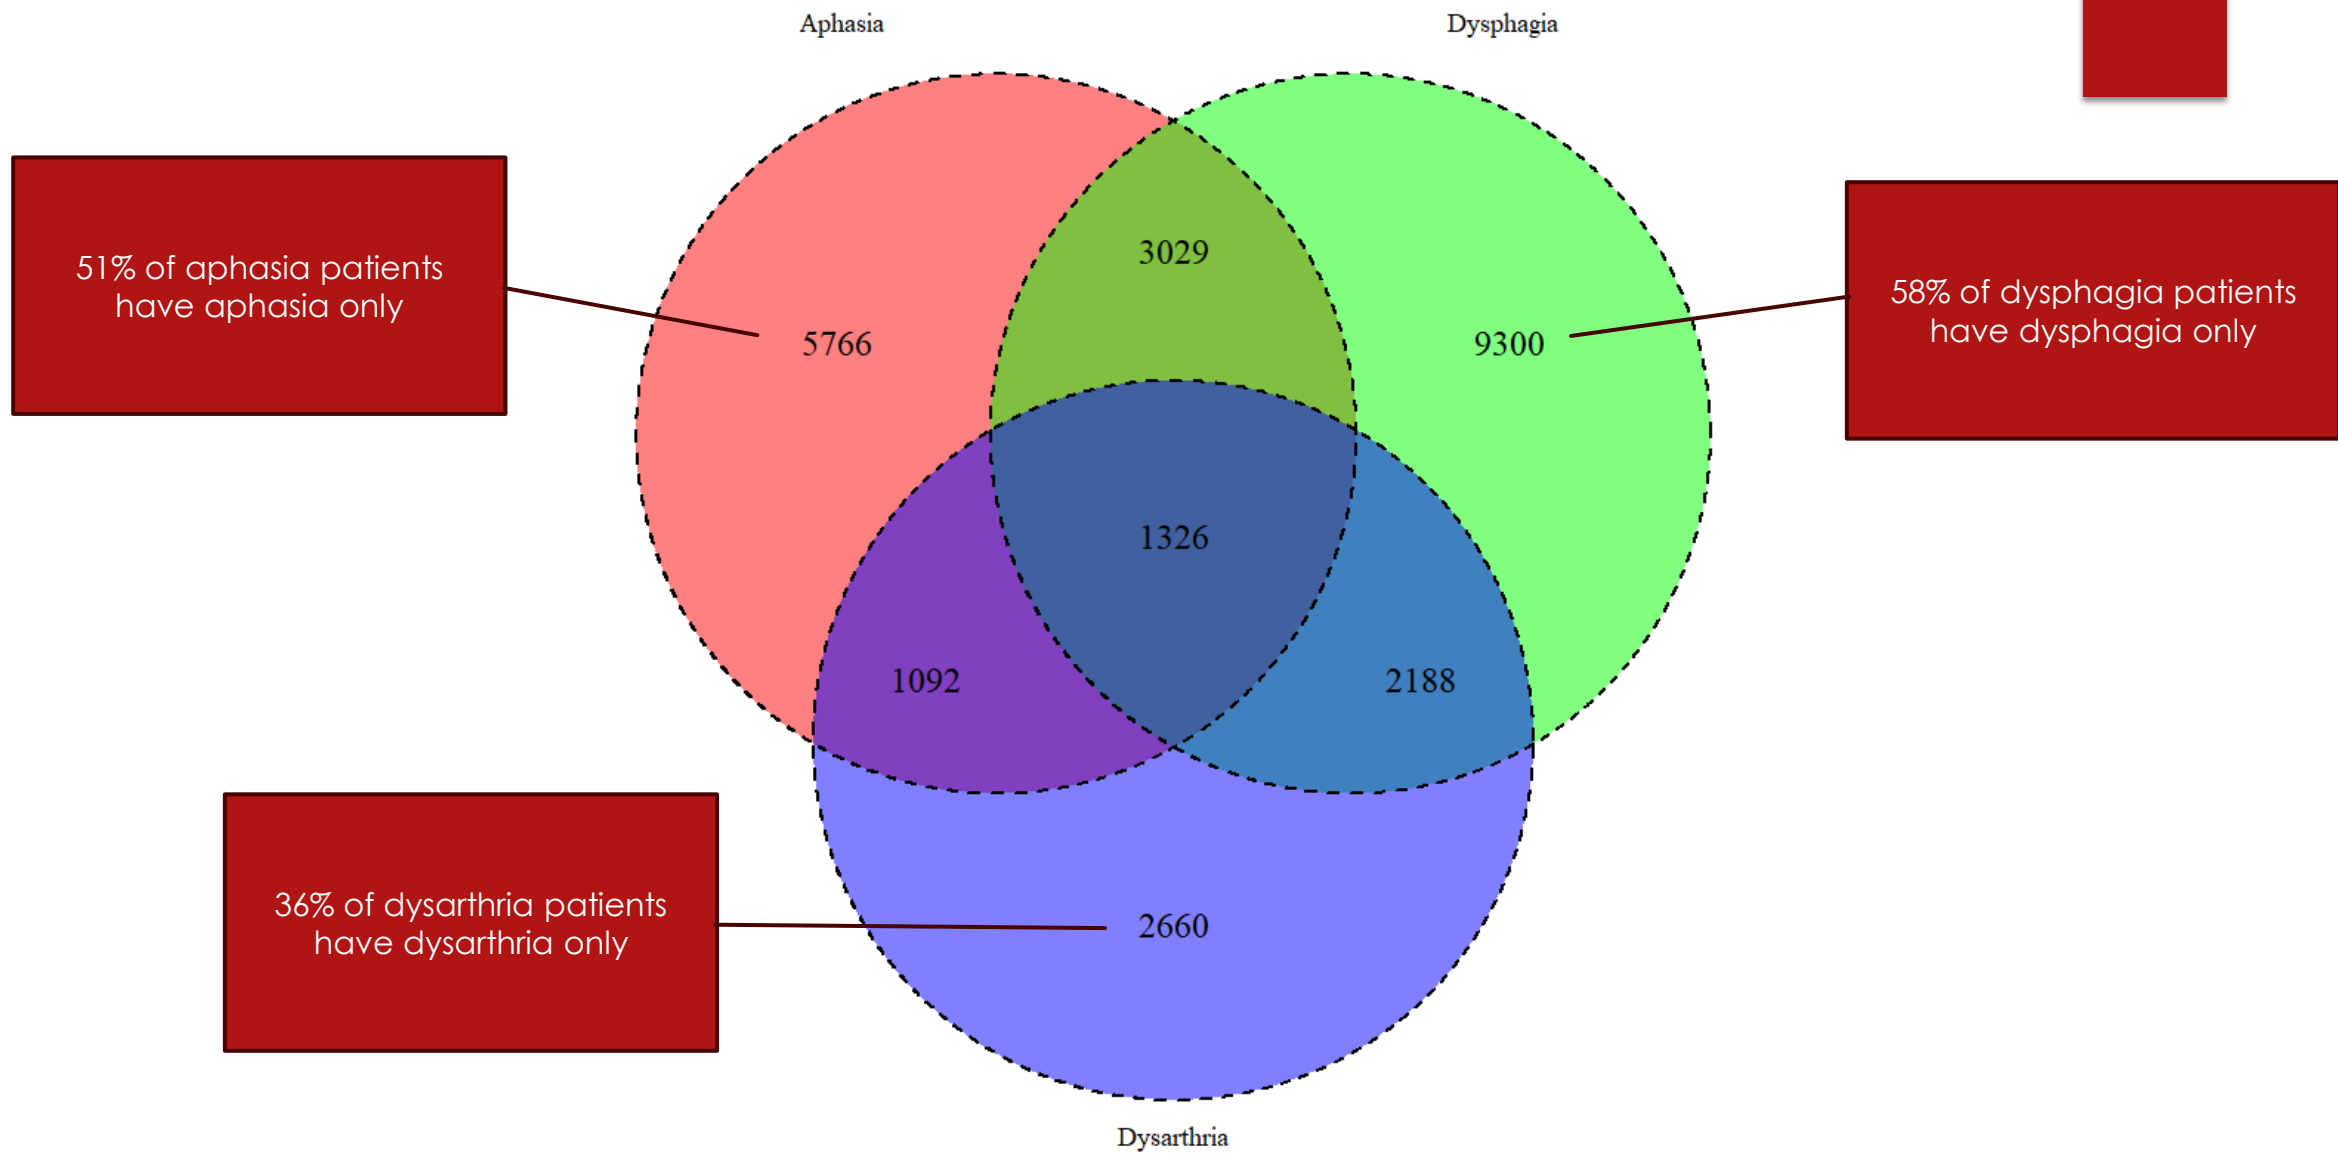 Aphasia
Dysphagia
51% of aphasia patients
have aphasia only
58% of dysphagia patients
have dysphagia only
3029
5766
9300
1326
1092
2188
36% of dysarthria patients
have dysarthria only
2660
Dysarthria